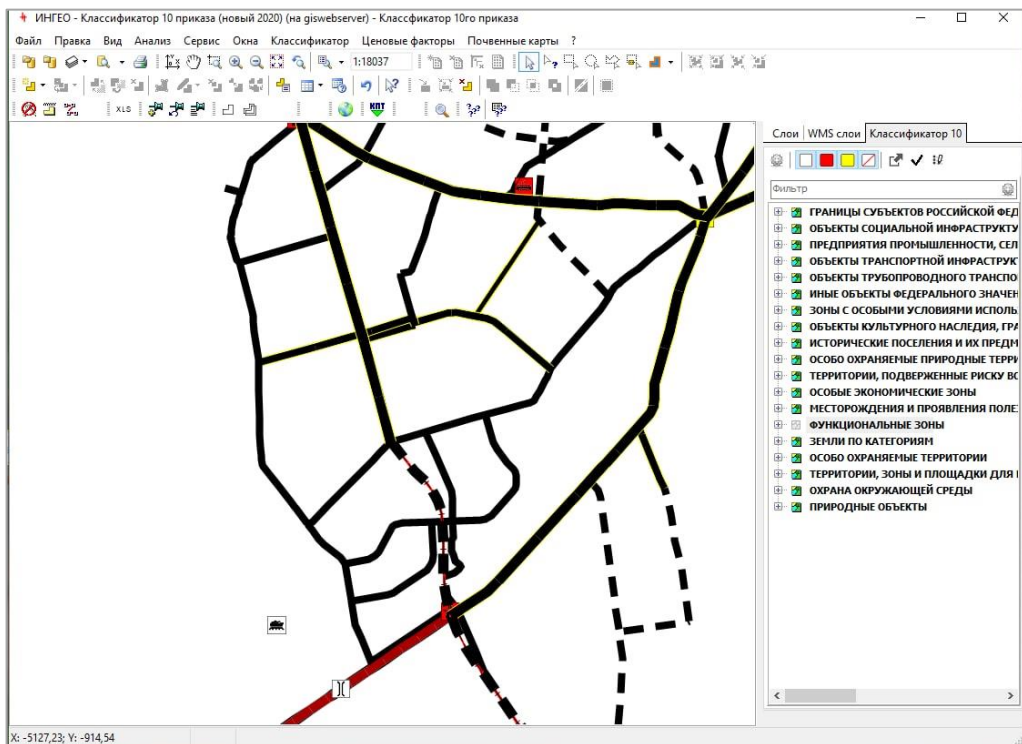 ИНГЕО - Классификатор 10 приказа (новый 2020) (на giswebserver) - Классфикатор 10го приказа
Файл Правка Вид Анализ Сервис Окна Классификатор Ценовые факторы Почвенные карты ?
1:18037
XLS КПТ
Слои WMS слои Классификатор 10
Фильтр
ГРАНИЦЫ СУБЪЕКТОВ РОССИЙСКОЙ ФЕД
ОБЪЕКТЫ СОЦИАЛЬНОЙ ИНФРАСТРУКТУ
ПРЕДПРИЯТИЯ ПРОМЫШЛЕННОСТИ, СЕЛ
ОБЪЕКТЫ ТРАНСПОРТНОЙ ИНФРАСТРУК
ОБЪЕКТЫ ТРУБОПРОВОДНОГО ТРАНСПО
ИНЫЕ ОБЪЕКТЫ ФЕДЕРАЛЬНОГО ЗНАЧЕН
ЗОНЫ С ОСОБЫМИ УСЛОВИЯМИ ИСПОЛЬ
ОБЪЕКТЫ КУЛЬТУРНОГО НАСЛЕДИЯ, ГРА
ИСТОРИЧЕСКИЕ ПОСЕЛЕНИЯ И ИХ ПРЕДМ
ОСОБО ОХРАНЯЕМЫЕ ПРИРОДНЫЕ ТЕРРИ
ТЕРРИТОРИИ, ПОДВЕРЖЕННЫЕ РИСКУ ВО
ОСОБЫЕ ЭКОНОМИЧЕСКИЕ ЗОНЫ
МЕСТОРОЖДЕНИЯ И ПРОЯВЛЕНИЯ ПОЛЕ
ФУНКЦИОНАЛЬНЫЕ ЗОНЫ
ЗЕМЛИ ПО КАТЕГОРИЯМ
ОСОБО ОХРАНЯЕМЫЕ ТЕРРИТОРИИ
ТЕРРИТОРИИ, ЗОНЫ И ПЛОЩАДКИ ДЛЯ
ОХРАНА ОКРУЖАЮЩЕЙ СРЕДЫ
ПРИРОДНЫЕ ОБЪЕКТЫ
X: -5127,23; Y: -914,54